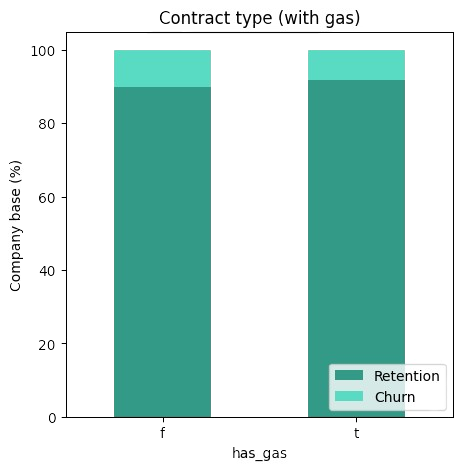 Contract type (with gas)
100
80
60
40
20
0
Company base (%)
f
t
has_gas
Retention
Churn